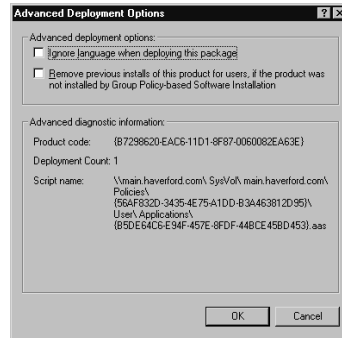 Advanced Deployment Options
Advanced deployment options:
Ignore language when deploying this package
Remove previous installs of this product for users, if the product was
not installed by Group Policy-based Software Installation
Advanced diagnostic information:
Product code: {B7298620-EAC6-11D1-8F87-0060082EA63E}
Deployment Count: 1
Script name: \\main.haverford.com\ SysVol\ main.haverford.com\
Policies\
{56AF832D-3435-4E75-A1DD-B3A463812D95}\
User\ Applications\
{B5DE64C6-E94F-457E-8FDF-44BCE45BD453}.aas
OK Cancel